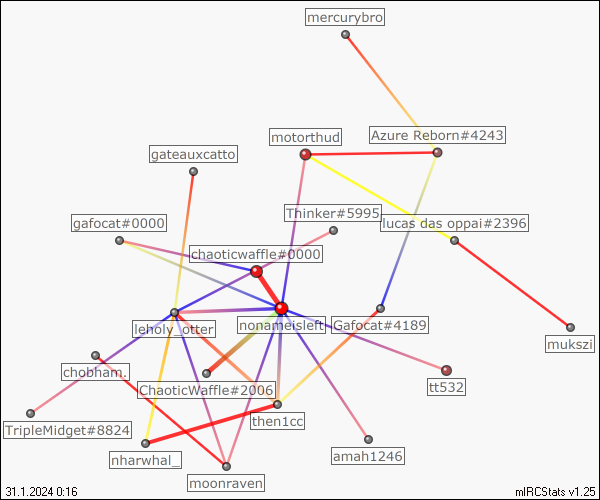 mercurybro
Azure Reborn#4243
motorthud
gateauxcatto
Thinker#5995
gafocat#0000
lucas das oppai#2396
chaoticwaffle#0000
leholy_otter
nonameisleft
Gafocat#4189
mukszi
chobham.
ChaoticWaffle#2006
tt532
then1cc
TripleMidget#8824
amah1246
nharwhal_
moonraven
31.1.2024 0:16
mIRCStats v1.25